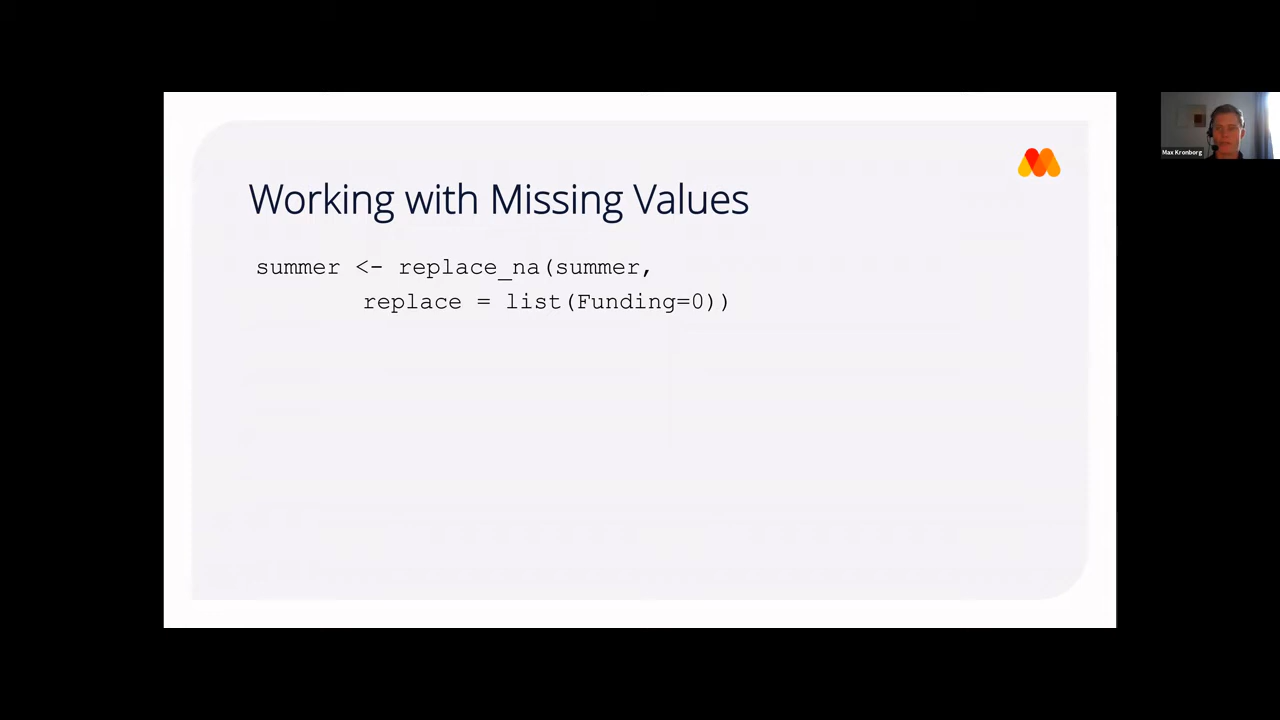 Working with Missing Values
summer <- replace_na(summer,
replace = list(Funding=0))
Max Kronborg